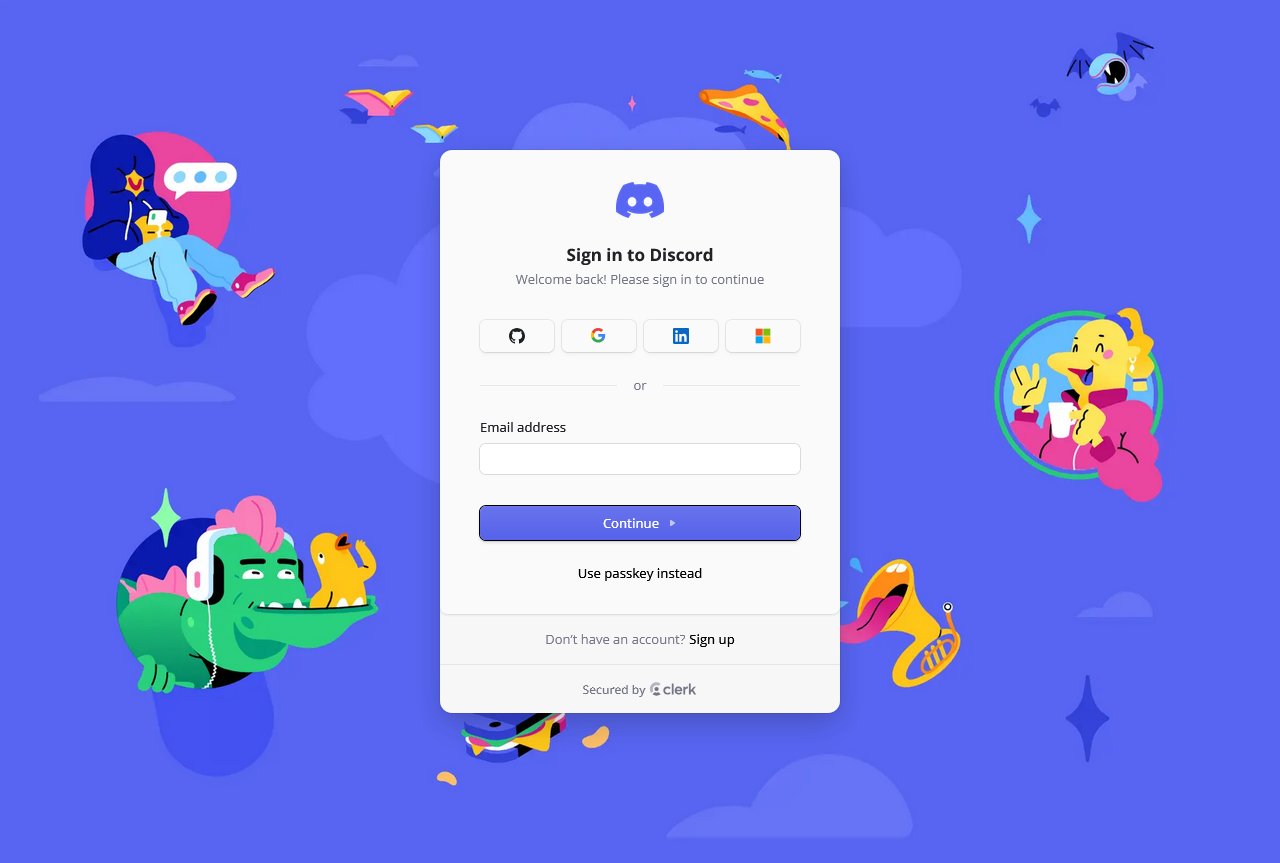 Sign in to Discord
Welcome back! Please sign in to continue
or
Email address
Continue
Use passkey instead
Don’t have an account? Sign up
Secured by clerk